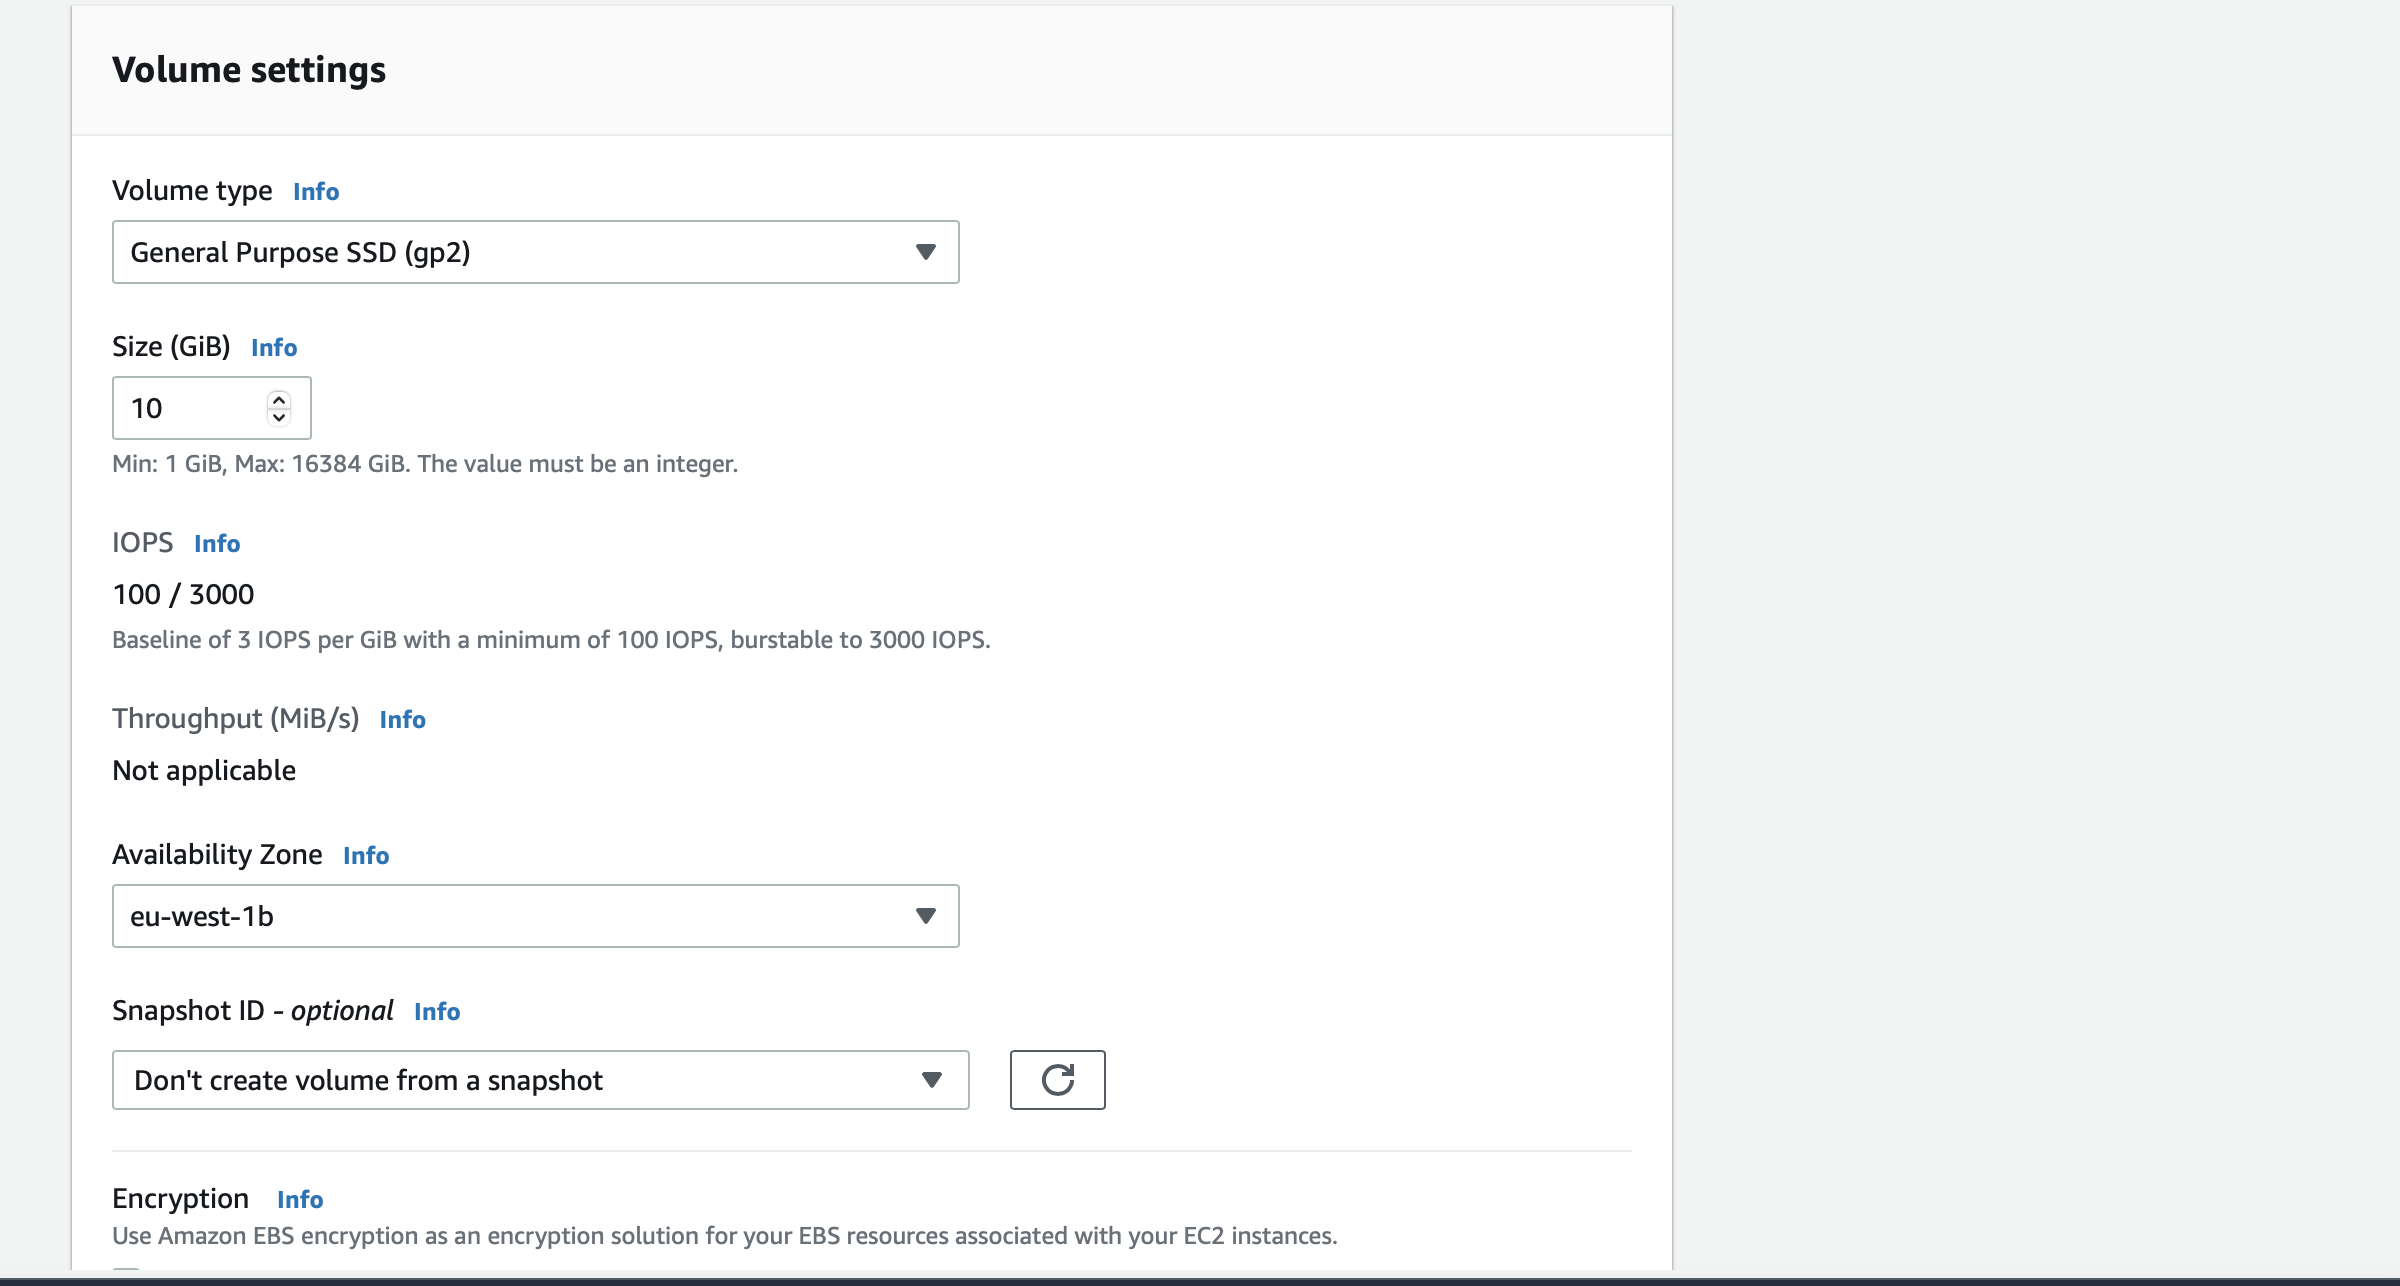 Volume settings
Volume type Info
General Purpose SSD (gp2)
Size (GiB) Info
10
Min: 1 GiB, Max: 16384 GiB. The value must be an integer.
IOPS Info
100 / 3000
Baseline of 3 IOPS per GiB with a minimum of 100 IOPS, burstable to 3000 IOPS.
Throughput (MiB/s) Info
Not applicable
Availability Zone Info
eu-west-1b
Snapshot ID - optional Info
Don't create volume from a snapshot
Encryption Info
Use Amazon EBS encryption as an encryption solution for your EBS resources associated with your EC2 instances.